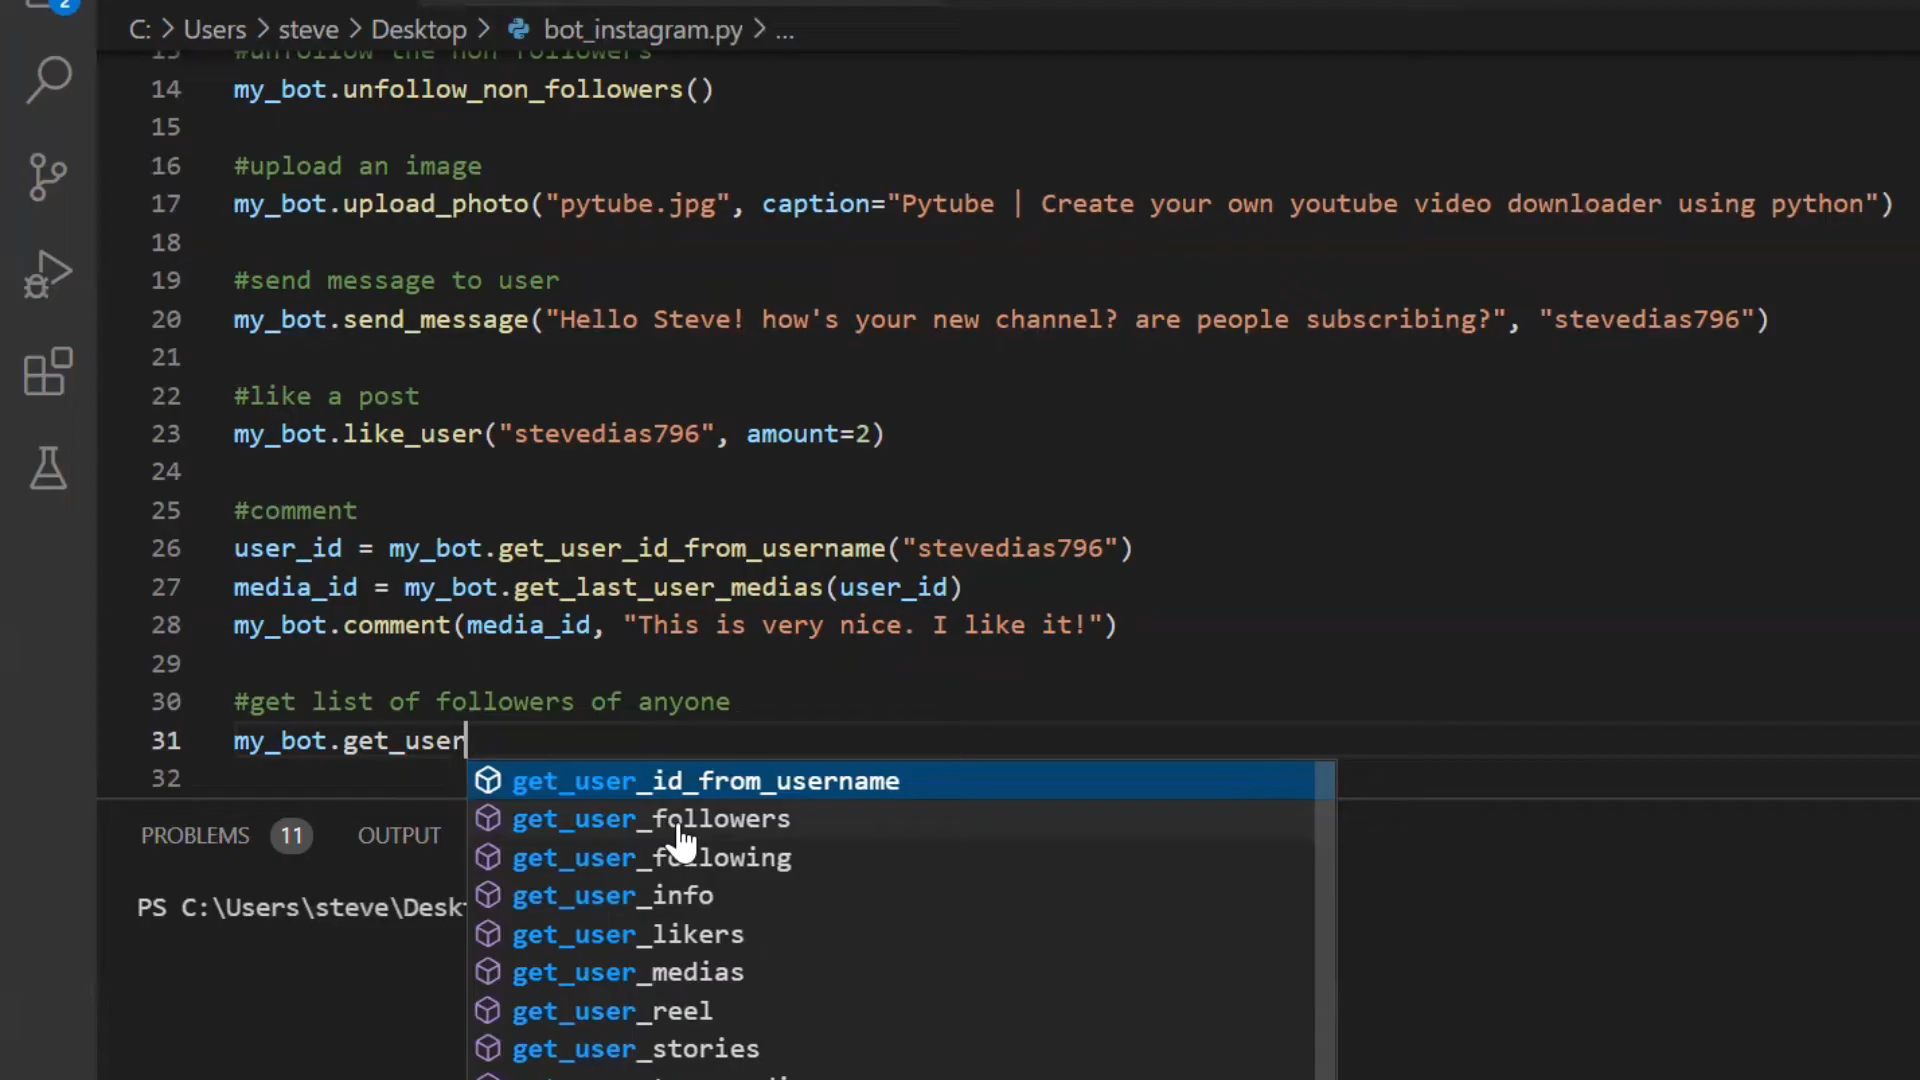 2
C: > Users > steve > Desktop > bot_instagram.py > ...
13 #unfollow the non followers
14 my_bot.unfollow_non_followers()
15
16 #upload an image
17 my_bot.upload_photo("pytube.jpg", caption="Pytube | Create your own youtube video downloader using python")
18
19 #send message to user
20 my_bot.send_message("Hello Steve! how's your new channel? are people subscribing?", "stevedias796")
21
22 #like a post
23 my_bot.like_user("stevedias796", amount=2)
24
25 #comment
26 user_id = my_bot.get_user_id_from_username("stevedias796")
27 media_id = my_bot.get_last_user_medias(user_id)
28 my_bot.comment(media_id, "This is very nice. I like it!")
29
30 #get list of followers of anyone
31 my_bot.get_user
32
get_user_id_from_username
get_user_followers
get_user_following
get_user_info
get_user_likers
get_user_medias
get_user_reel
get_user_stories
PROBLEMS 11 OUTPUT
PS C:\Users\steve\Deskt